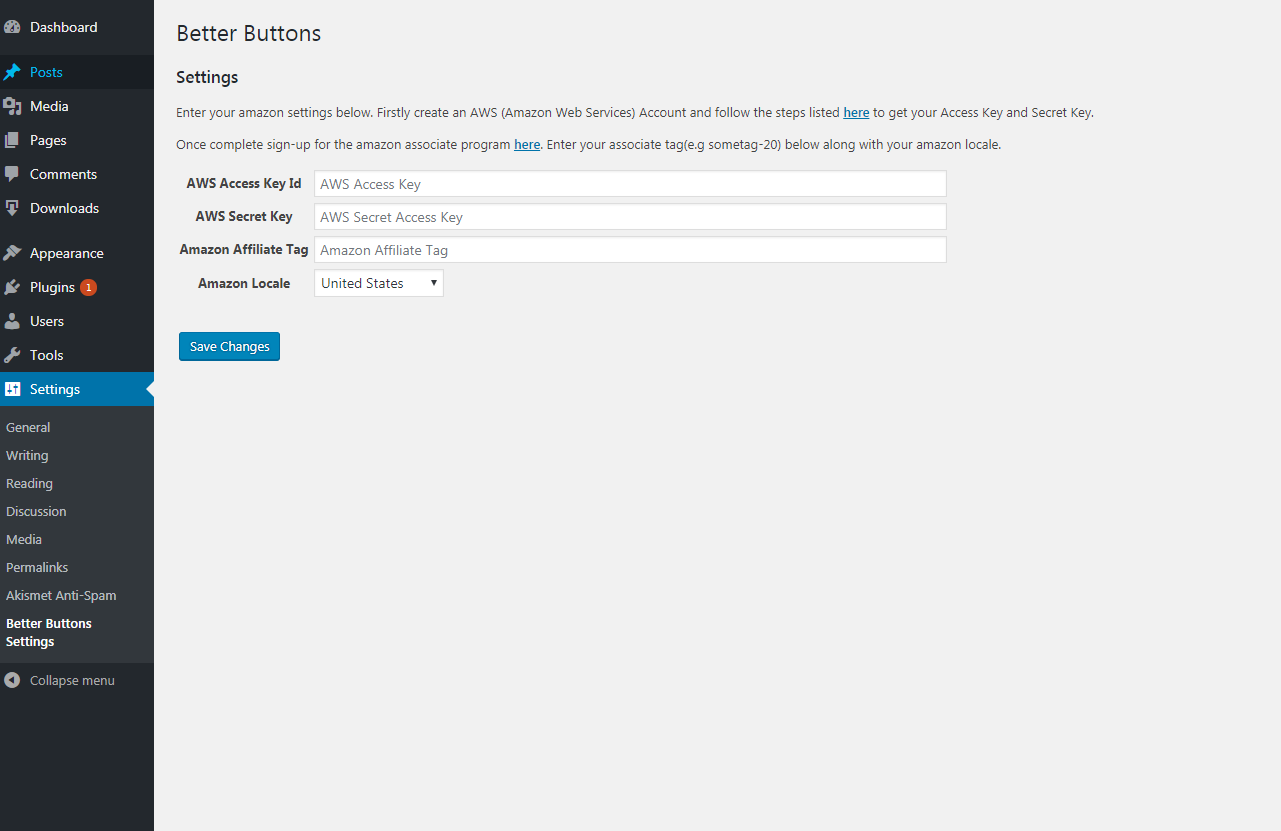 Dashboard
Posts
Media
Pages
Comments
Downloads
Appearance
Plugins 1
Users
Tools
Settings
General
Writing
Reading
Discussion
Media
Permalinks
Akismet Anti-Spam
Better Buttons
Settings
Collapse menu
Better Buttons
Settings
Enter your amazon settings below. Firstly create an AWS (Amazon Web Services) Account and follow the steps listed here to get your Access Key and Secret Key.
Once complete sign-up for the amazon associate program here. Enter your associate tag(e.g sometag-20) below along with your amazon locale.
AWS Access Key Id AWS Access Key
AWS Secret Key AWS Secret Access Key
Amazon Affiliate Tag Amazon Affiliate Tag
Amazon Locale United States
Save Changes